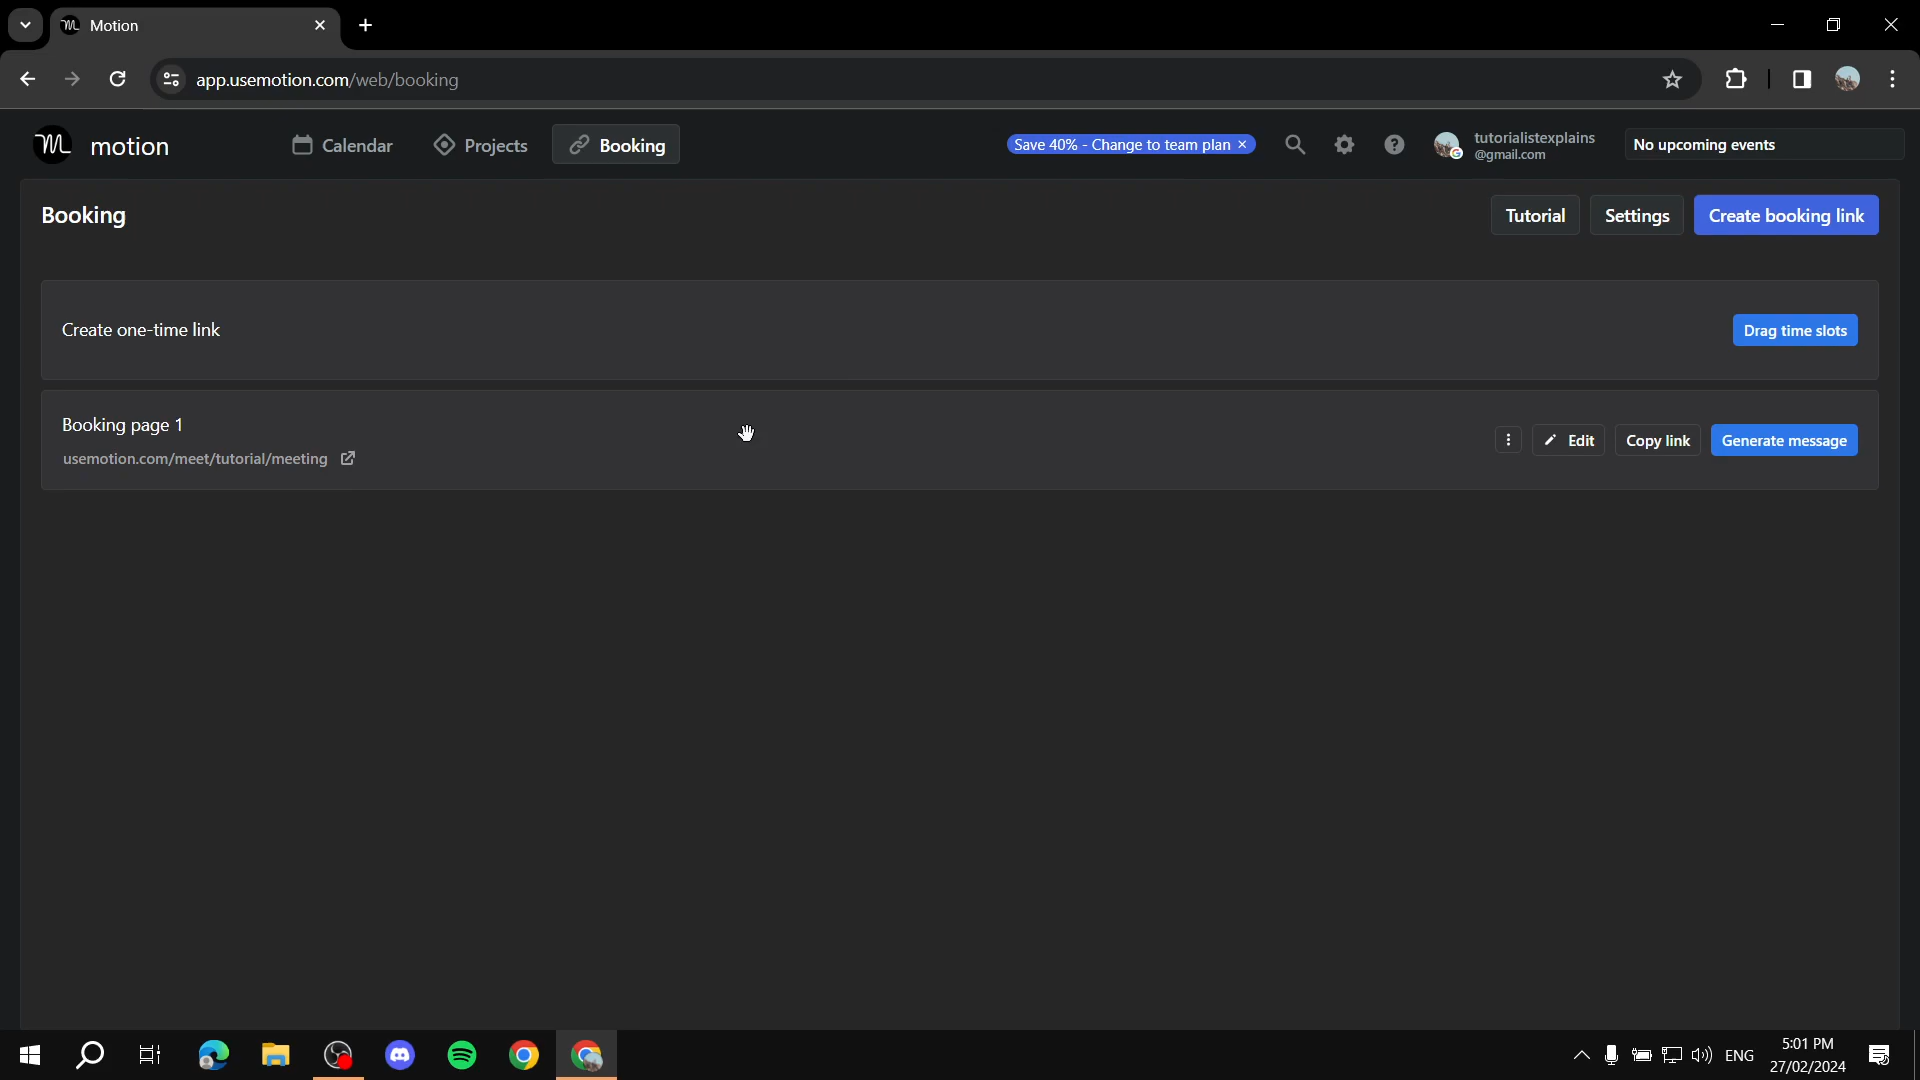 Motion
app.usemotion.com/web/booking
motion
Calendar
Projects
Booking
Save 40% - Change to team plan ×
tutorialistexplains
@gmail.com
No upcoming events
Booking
Tutorial
Settings
Create booking link
Create one-time link
Drag time slots
Booking page 1
usemotion.com/meet/tutorial/meeting
Edit
Copy link
Generate message
ENG
5:01 PM
27/02/2024